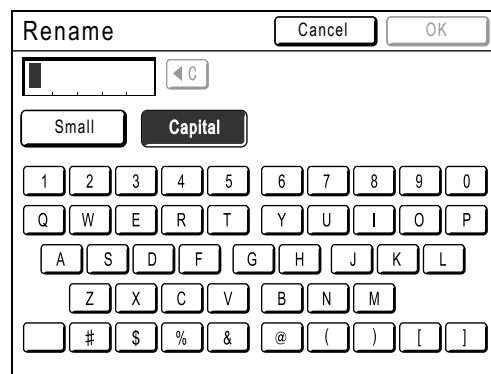 Rename Cancel OK
◀ C
Small Capital
1 2 3 4 5 6 7 8 9 0
Q W E R T Y U I O P
A S D F G H J K L
Z X C V B N M
# $ % & @ ( ) [ ]